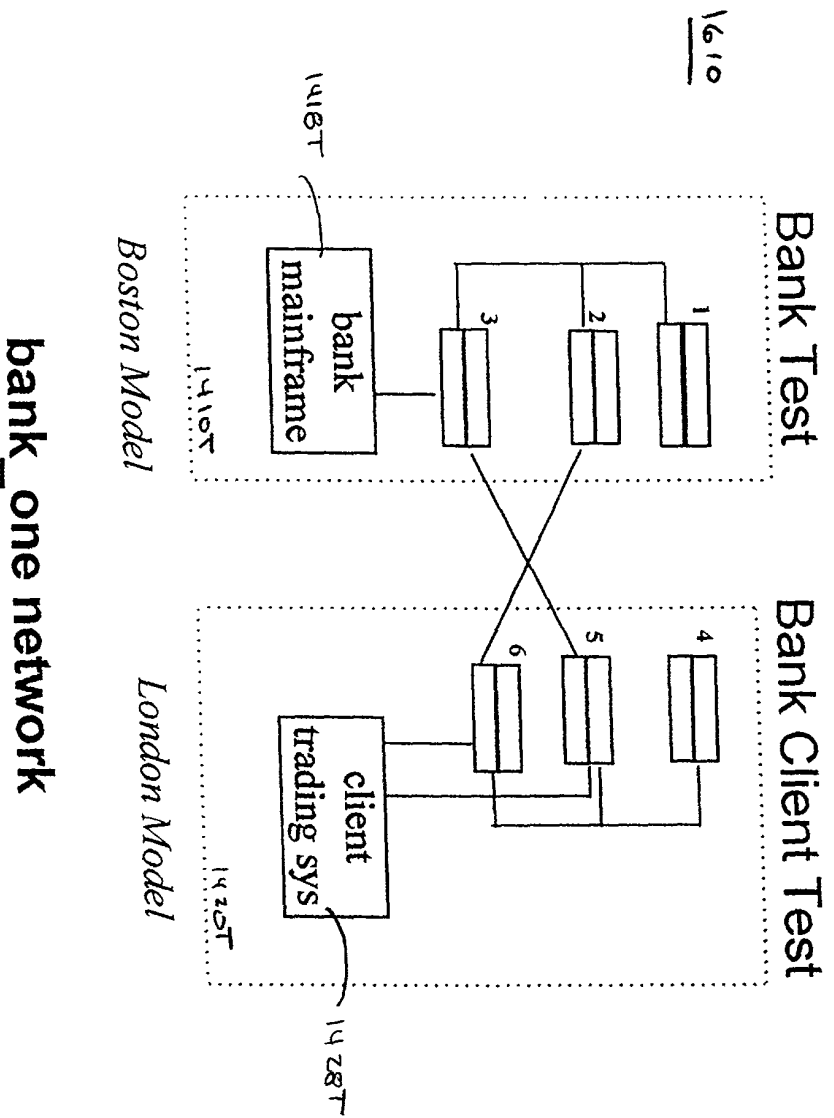 1610
Bank Test
Bank Client Test
1
2
3
4
5
6
bank
mainframe
client
trading sys
1418T
1410T
1420T
1428T
Boston Model
London Model
bank_one network